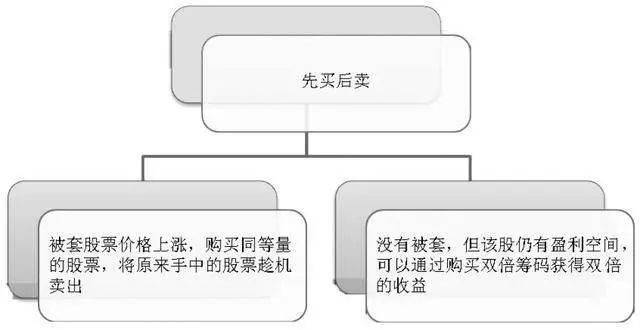 先买后卖
被套股票价格上涨，购买同等量
的股票，将原来手中的股票趁机
卖出
没有被套，但该股仍有盈利空间，
可以通过购买双倍筹码获得双倍
的收益